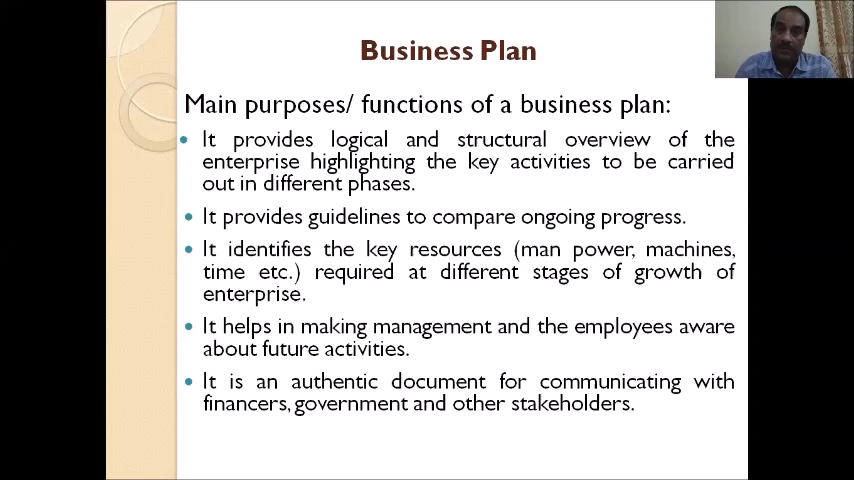 Business Plan
Main purposes/ functions of a business plan:
It provides logical and structural overview of the
enterprise highlighting the key activities to be carried
out in different phases.
It provides guidelines to compare ongoing progress.
It identifies the key resources (man power, machines,
time etc.) required at different stages of growth of
enterprise.
It helps in making management and the employees aware
about future activities.
It is an authentic document for communicating with
financers, government and other stakeholders.